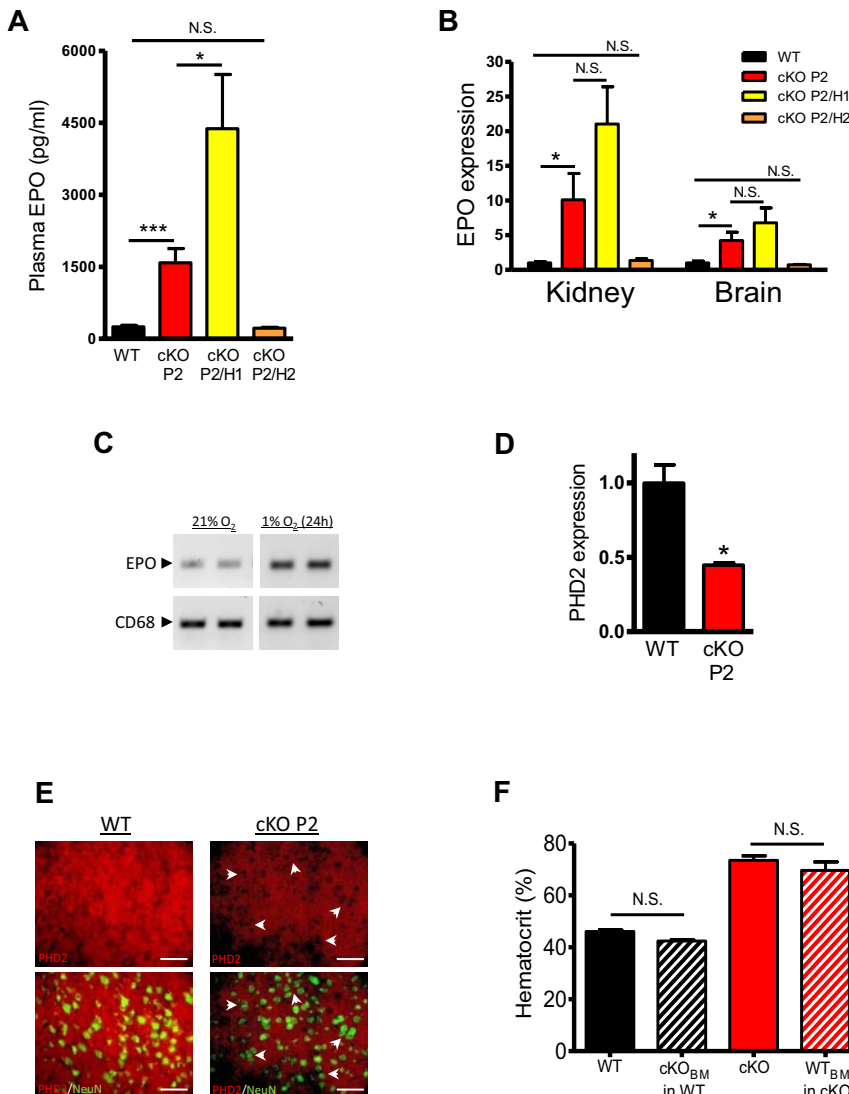 A
N.S.
*
***
Plasma EPO (pg/ml)
6000
4500
3000
1500
0
WT
cKO P2
cKO P2/H1
cKO P2/H2
B
WT
cKO P2
cKO P2/H1
cKO P2/H2
EPO expression
30
25
20
15
10
5
0
N.S.
N.S.
*
N.S.
N.S.
*
Kidney
Brain
C
21% O2
1% O2 (24h)
EPO
CD68
D
PHD2 expression
1.0
0.5
0.0
*
WT
cKO P2
E
WT
cKO P2
PHD2
PHD2
PHD2/NeuN
PHD2/NeuN
F
Hematocrit (%)
80
60
40
20
0
N.S.
N.S.
WT
cKOBM in WT
cKO
WTBM in cKO